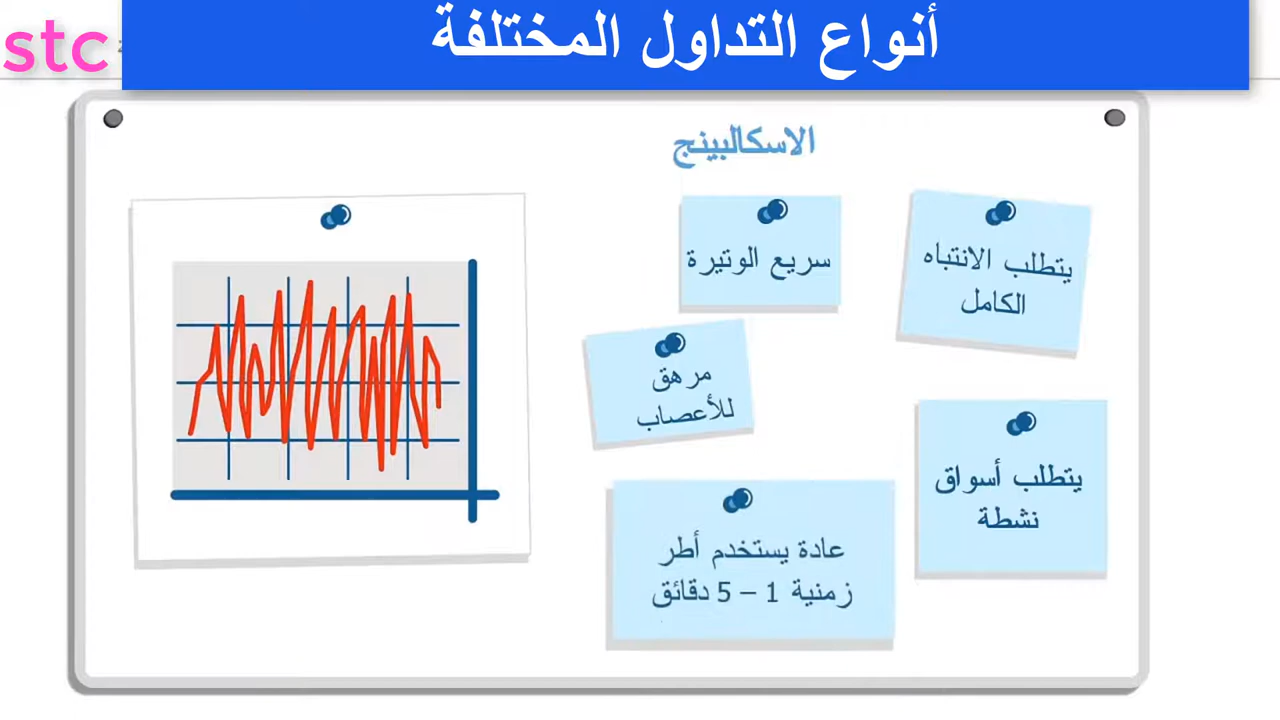 أنواع التداول المختلفة
stc
الاسكالبينج
يتطلب الانتباه
الكامل
سريع الوتيرة
مرهق
للأعصاب
يتطلب أسواق
نشطة
عادة يستخدم أطر
زمنية 1 – 5 دقائق